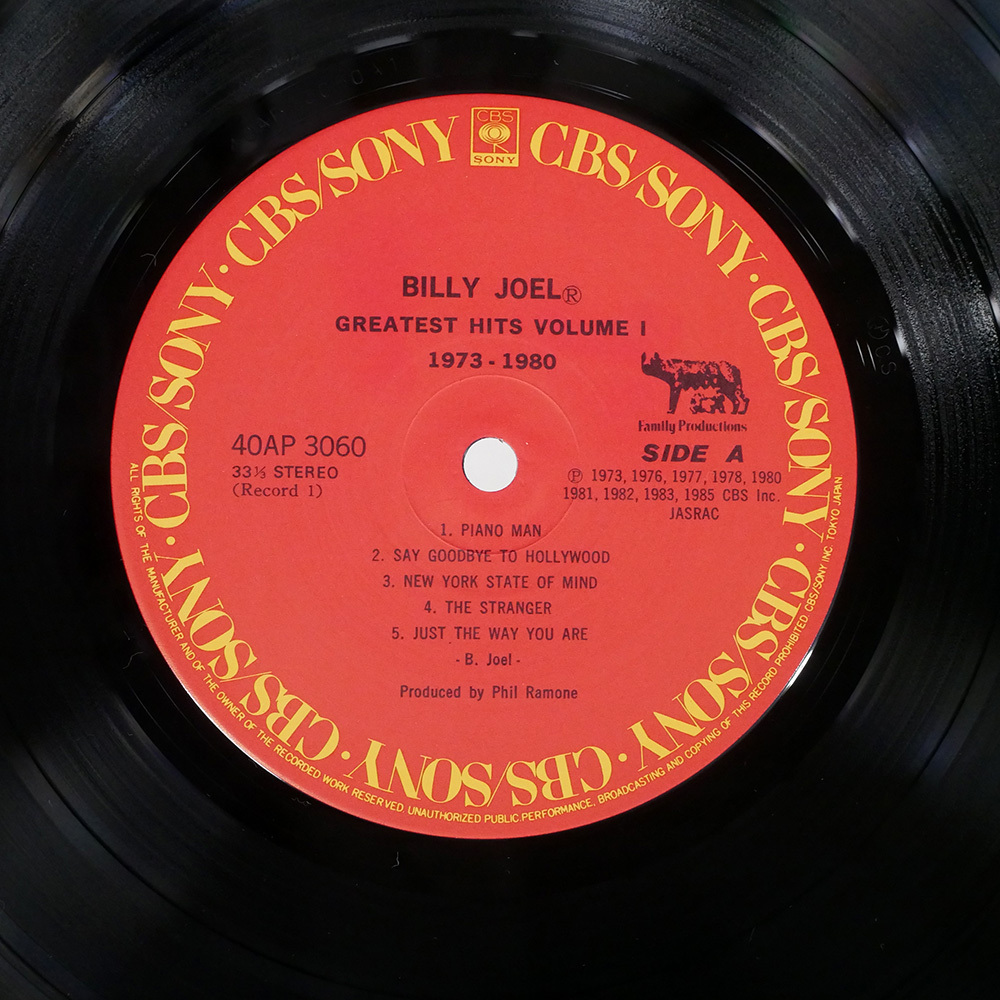 CBS
SONY
CBS/SONY · CBS/SONY · CBS/SONY · CBS/SONY · CBS/SONY · CBS/SONY · CBS/SONY · CBS/SONY · CBS/SONY · CBS/SONY
BILLY JOEL®
GREATEST HITS VOLUME I
1973 - 1980
Family Productions
40AP 3060
SIDE A
33⅓ STEREO
(Record 1)
Ⓟ 1973, 1976, 1977, 1978, 1980
1981, 1982, 1983, 1985 CBS Inc.
JASRAC
1. PIANO MAN
2. SAY GOODBYE TO HOLLYWOOD
3. NEW YORK STATE OF MIND
4. THE STRANGER
5. JUST THE WAY YOU ARE
- B. Joel -
Produced by Phil Ramone
ALL RIGHTS OF THE MANUFACTURER AND OF THE OWNER OF THE RECORDED WORK RESERVED. UNAUTHORIZED PUBLIC PERFORMANCE, BROADCASTING AND COPYING OF THIS RECORD PROHIBITED CBS/SONY INC. TOKYO JAPAN